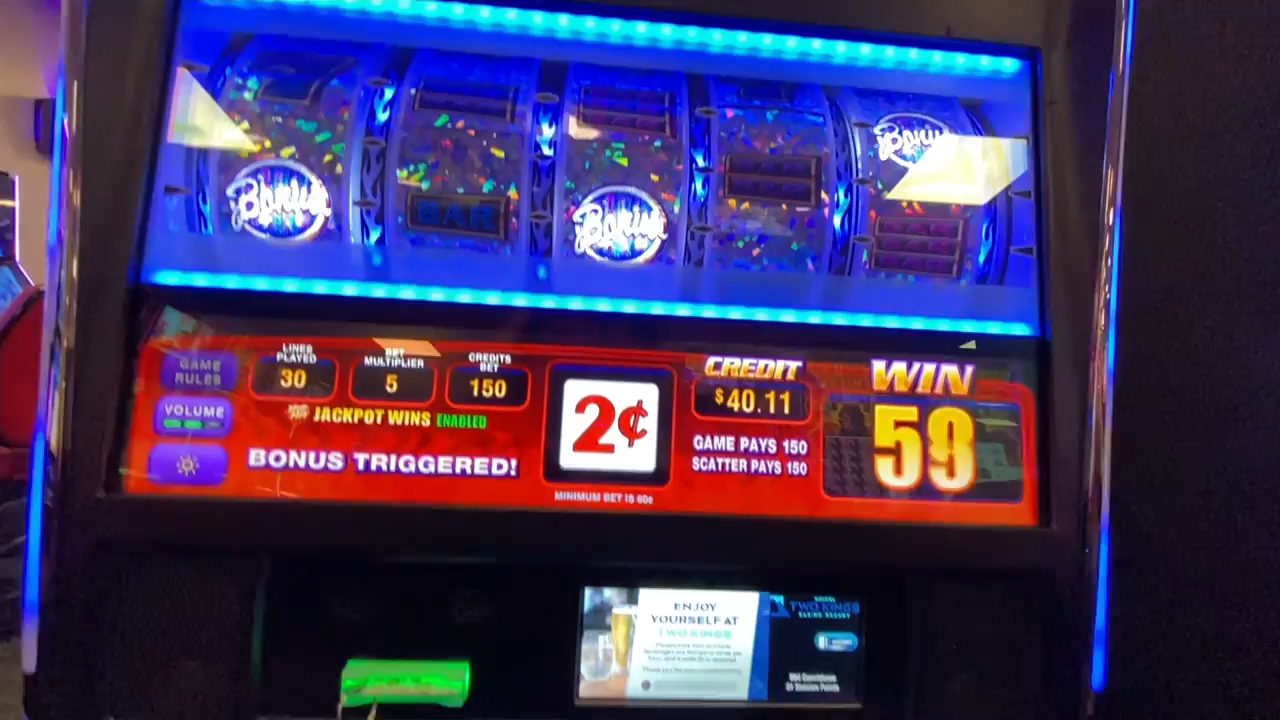 Bonus
Bonus
BAR
Bonus
GAME RULES
LINES PLAYED
30
BET MULTIPLIER
5
CREDITS BET
150
VOLUME
JACKPOT WINS ENABLED
BONUS TRIGGERED!
2¢
MINIMUM BET IS 60¢
CREDIT
$40.11
GAME PAYS 150
SCATTER PAYS 150
WIN
59
ENJOY
YOURSELF AT
TWO KINGS
TWO KINGS
CASINO RESORT